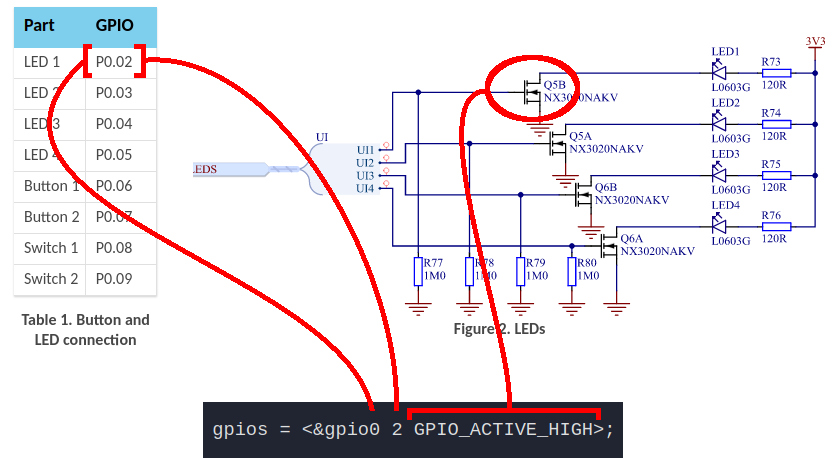 Part GPIO
LED 1 P0.02
LED 2 P0.03
LED 3 P0.04
LED 4 P0.05
Button 1 P0.06
Button 2 P0.07
Switch 1 P0.08
Switch 2 P0.09
Table 1. Button and
LED connection
3V3
LED1
R73
L0603G
120R
Q5B
NX3020NAKV
LED2
R74
L0603G
120R
Q5A
NX3020NAKV
LED3
R75
L0603G
120R
Q6B
NX3020NAKV
LED4
R76
L0603G
120R
Q6A
NX3020NAKV
UI
UI1
UI2
UI3
UI4
LEDS
R77
1M0
R78
1M0
R79
1M0
R80
1M0
Figure 2. LEDs
gpios = <&gpio0 2 GPIO_ACTIVE_HIGH>;